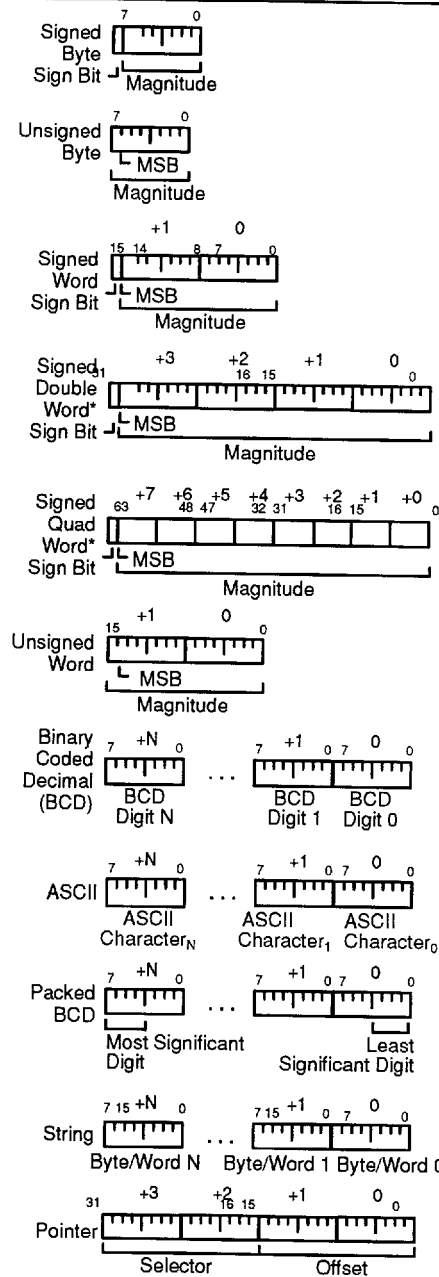 7 0
Signed
Byte
Sign Bit Magnitude
7 0
Unsigned
Byte
MSB
Magnitude
+1 0
15 14 8 7 0
Signed
Word
Sign Bit MSB
Magnitude
Signed +3 +2 +1 0
31 16 15 0
Double
Word*
MSB
Sign Bit
Magnitude
Signed +7 +6 +5 +4 +3 +2 +1 +0
63 48 47 32 31 16 15 0
Quad
Word*
MSB
Sign Bit
Magnitude
15 +1 0 0
Unsigned
Word
MSB
Magnitude
Binary
Coded
Decimal
(BCD)
7 +N 0 7 +1 0 7 0 0
...
BCD BCD BCD
Digit N Digit 1 Digit 0
7 +N 0 7 +1 0 7 0 0
ASCII ...
ASCII ASCII ASCII
CharacterN Character1 Character0
7 +N 0 7 +1 0 7 0 0
Packed
BCD ...
Most Significant Least
Digit Significant Digit
7 15 +N 0 7 15 +1 0 7 0 0
String ...
Byte/Word N Byte/Word 1 Byte/Word 0
31 +3 +2 +1 0
16 15 0
Pointer
Selector Offset